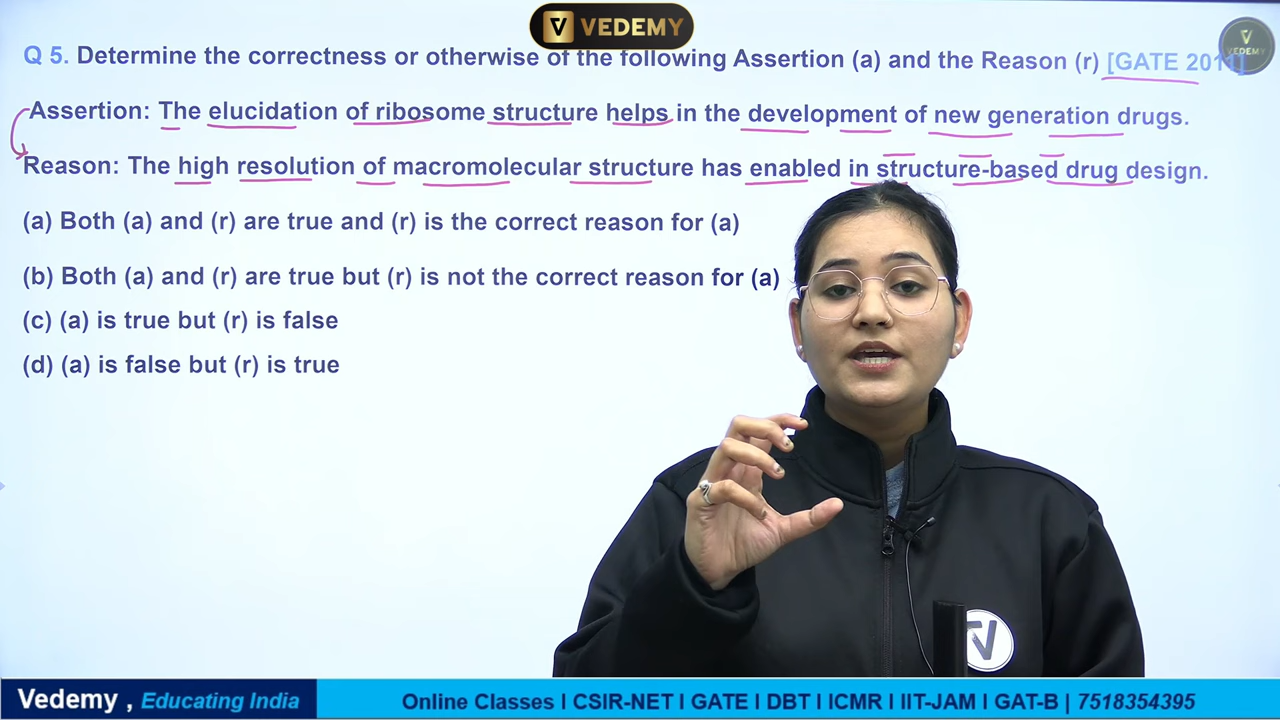 VEDEMY
Q 5. Determine the correctness or otherwise of the following Assertion (a) and the Reason (r) [GATE 2011]
VEDEMY
Assertion: The elucidation of ribosome structure helps in the development of new generation drugs.
Reason: The high resolution of macromolecular structure has enabled in structure-based drug design.
(a) Both (a) and (r) are true and (r) is the correct reason for (a)
(b) Both (a) and (r) are true but (r) is not the correct reason for (a)
(c) (a) is true but (r) is false
(d) (a) is false but (r) is true
Vedemy , Educating India
Online Classes I CSIR-NET I GATE I DBT I ICMR I IIT-JAM I GAT-B | 7518354395